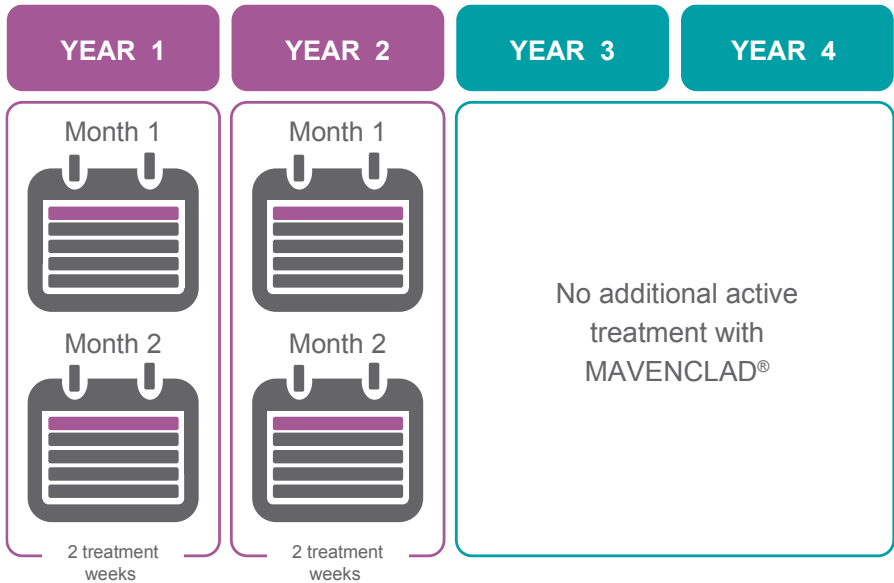 YEAR 1
YEAR 2
YEAR 3
YEAR 4
Month 1
Month 2
2 treatment
weeks
Month 1
Month 2
2 treatment
weeks
No additional active
treatment with
MAVENCLAD®